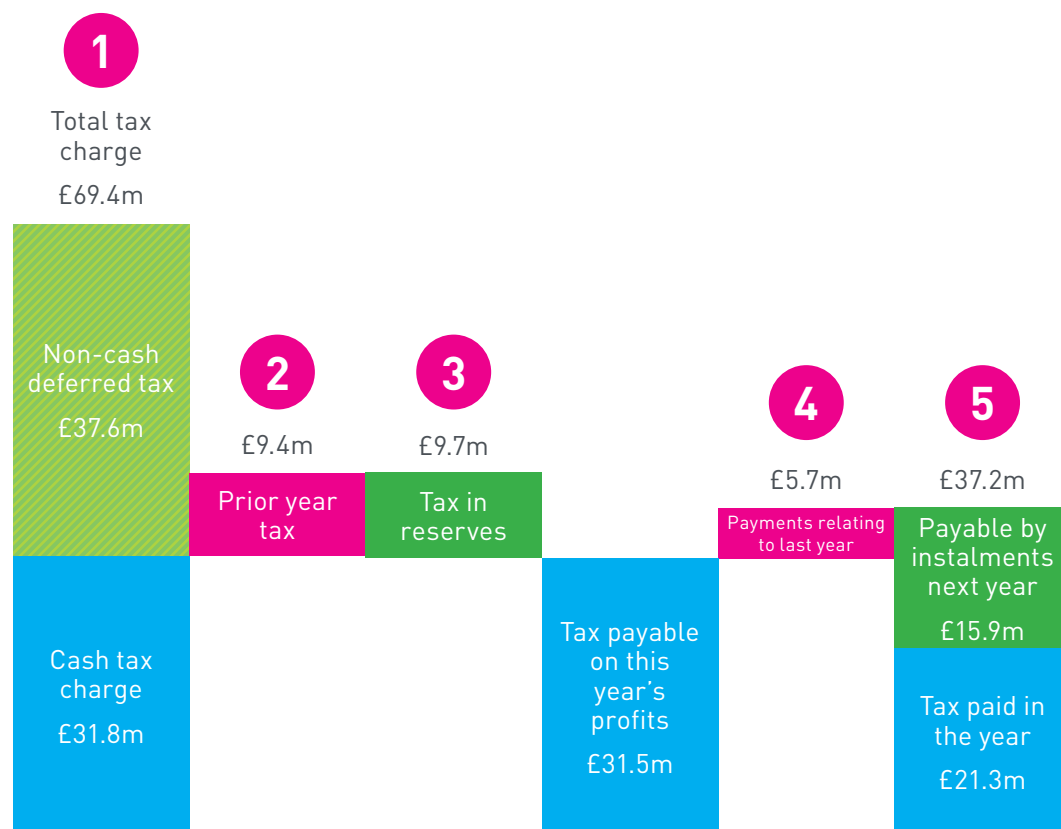 1
Total tax
charge
£69.4m
Non-cash
deferred tax
£37.6m
Cash tax
charge
£31.8m
2
£9.4m
Prior year
tax
3
£9.7m
Tax in
reserves
Tax payable
on this
year's
profits
£31.5m
4
£5.7m
Payments relating
to last year
5
£37.2m
Payable by
instalments
next year
£15.9m
Tax paid in
the year
£21.3m